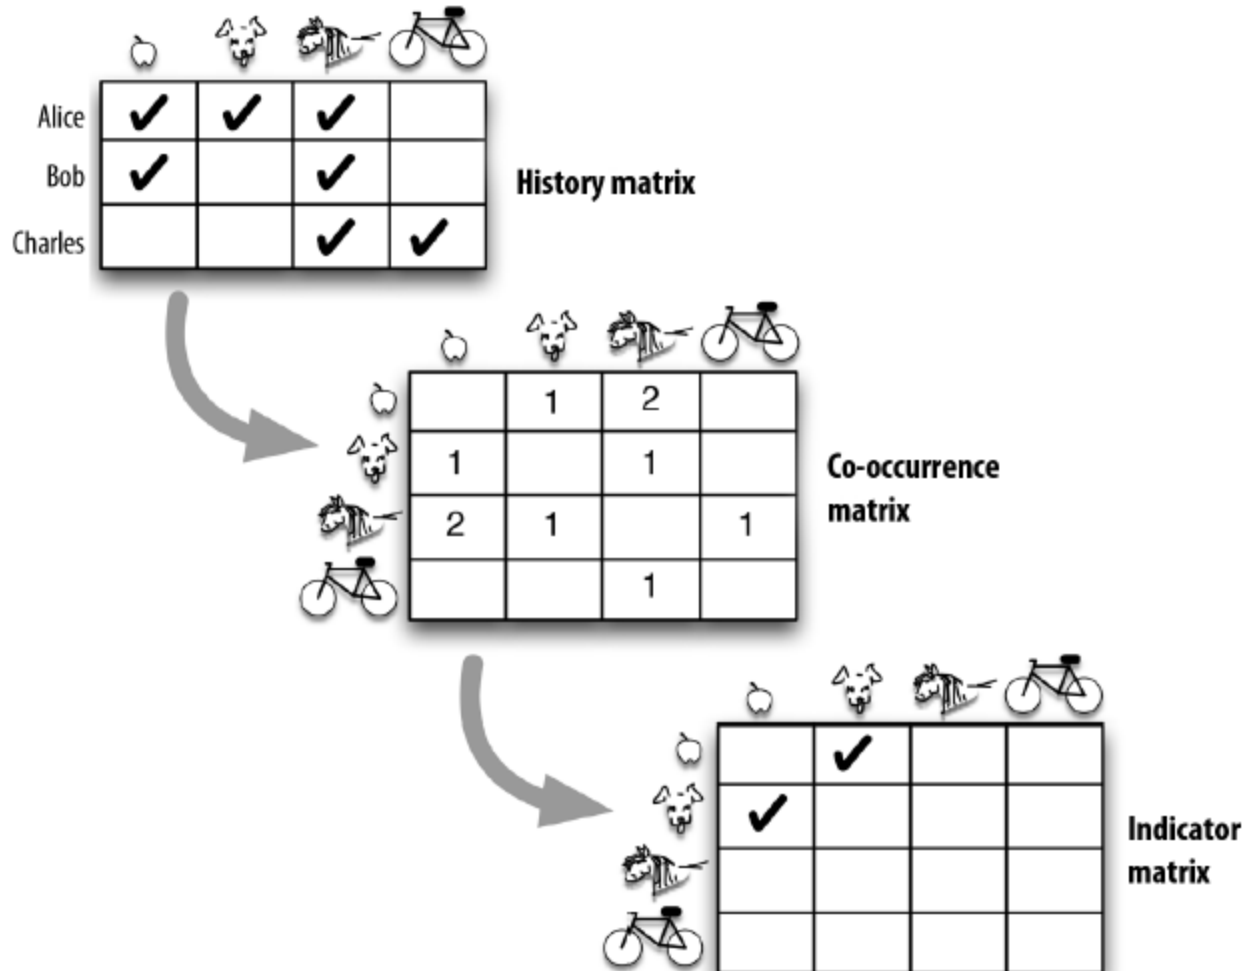 Alice
Bob
History matrix
Charles
1 2
1 1
Co-occurrence
matrix
2 1 1
1
Indicator
matrix